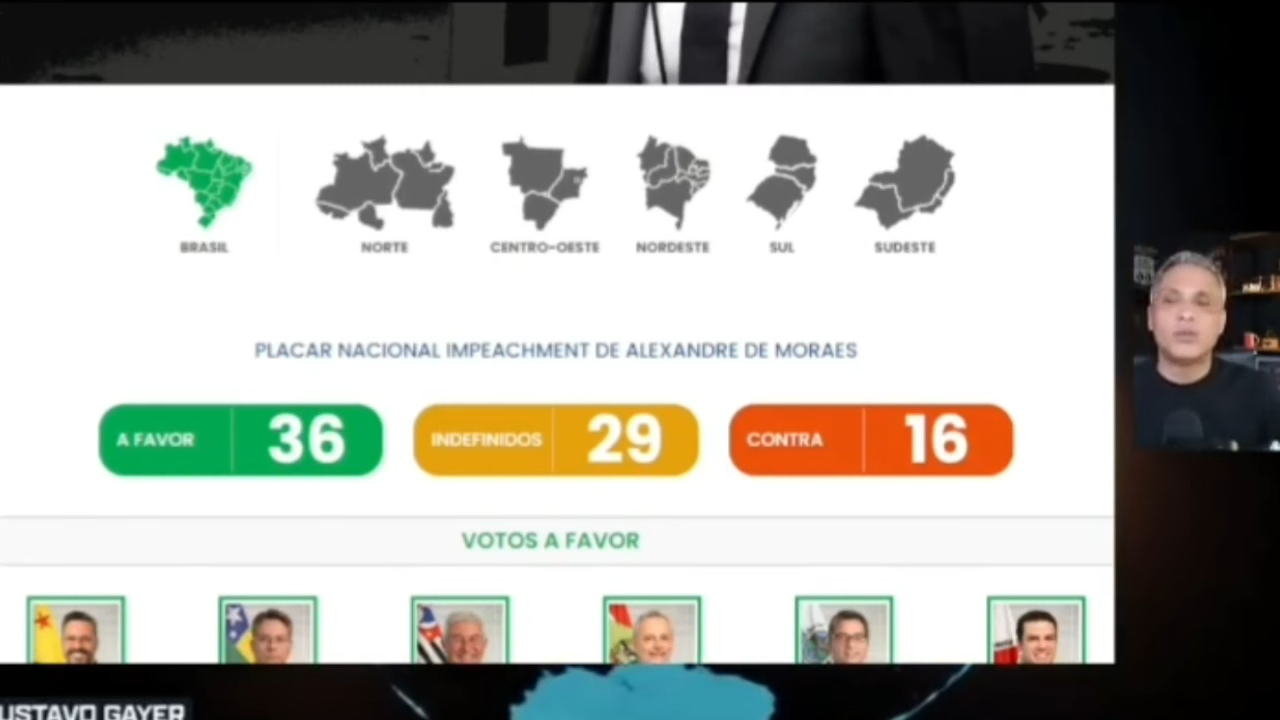 BRASIL
NORTE
CENTRO-OESTE
NORDESTE
SUL
SUDESTE
PLACAR NACIONAL IMPEACHMENT DE ALEXANDRE DE MORAES
A FAVOR 36
INDEFINIDOS 29
CONTRA 16
VOTOS A FAVOR
USTAVO GAYER